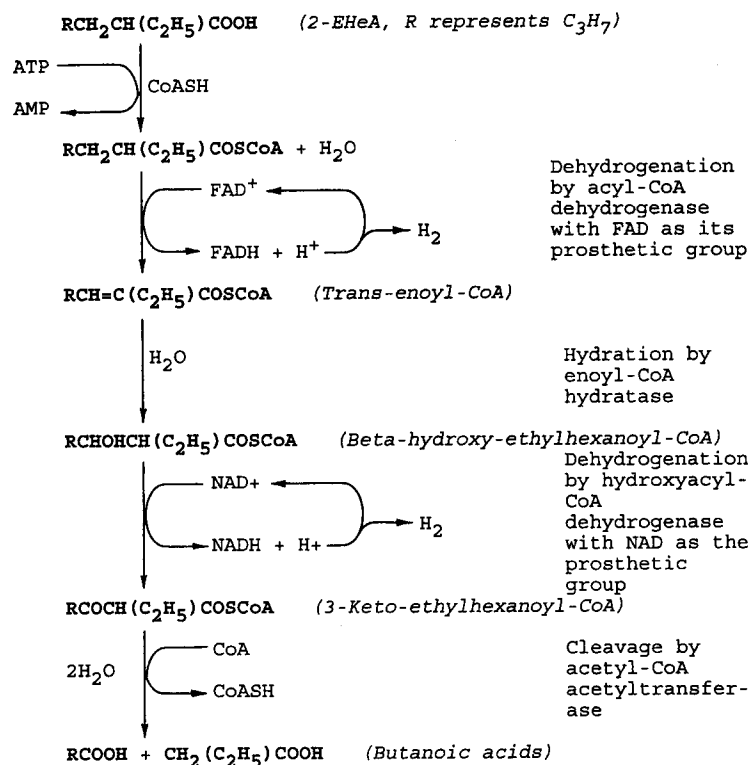 RCH2CH(C2H5)COOH (2-EHeA, R represents C3H7)
ATP
CoASH
AMP
RCH2CH(C2H5)COSCoA + H2O
Dehydrogenation
by acyl-CoA
dehydrogenase
with FAD as its
prosthetic group
FAD+
FADH + H+
H2
RCH=C(C2H5)COSCoA (Trans-enoyl-CoA)
H2O
Hydration by
enoyl-CoA
hydratase
RCHOHCH(C2H5)COSCoA (Beta-hydroxy-ethylhexanoyl-CoA)
Dehydrogenation
by hydroxyacyl-
CoA
dehydrogenase
with NAD as the
prosthetic
group
NAD+
NADH + H+
H2
RCOCH(C2H5)COSCoA (3-Keto-ethylhexanoyl-CoA)
2H2O
CoA
CoASH
Cleavage by
acetyl-CoA
acetyltransfer-
ase
RCOOH + CH2(C2H5)COOH (Butanoic acids)